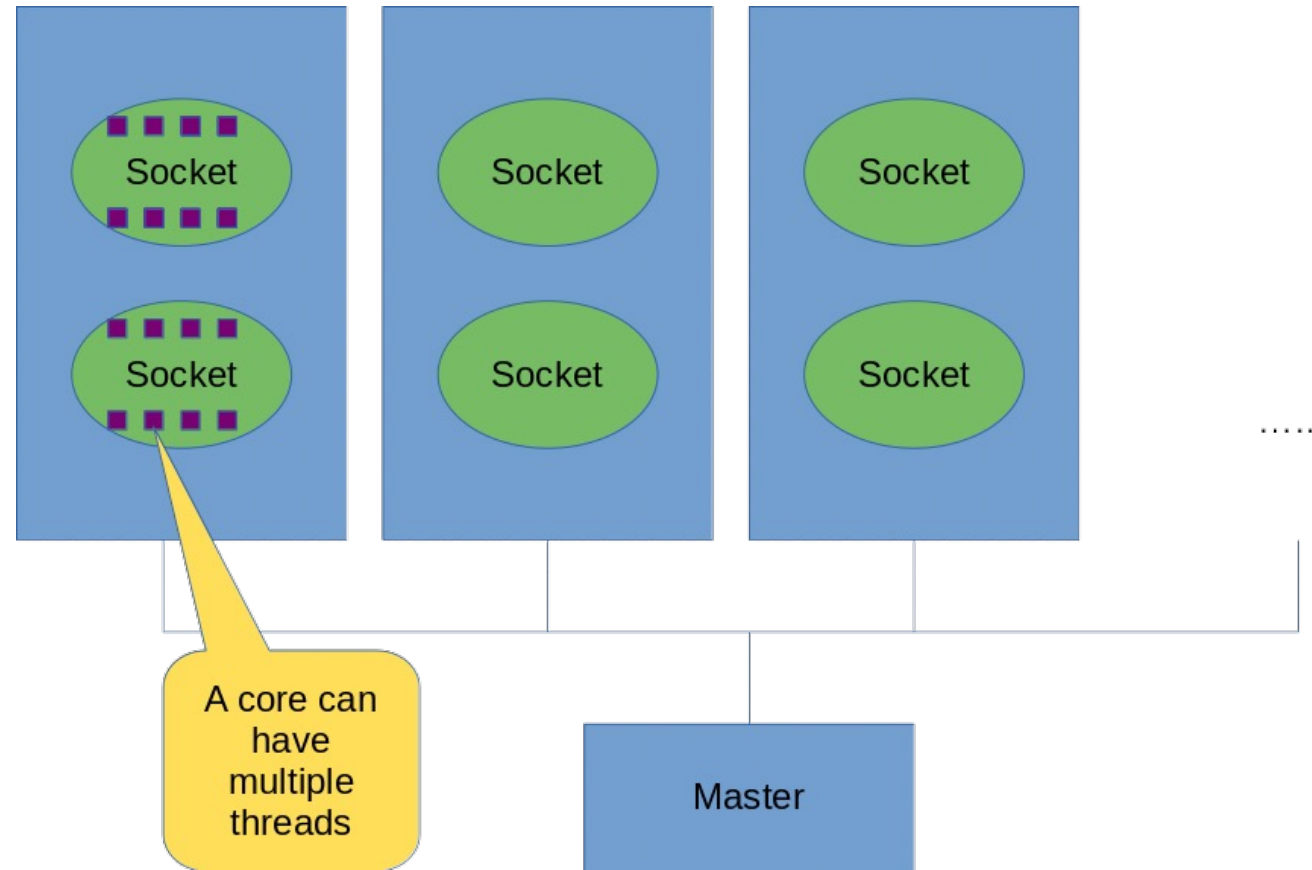 Socket
Socket
Socket
Socket
Socket
Socket
.....
A core can
have
multiple
threads
Master